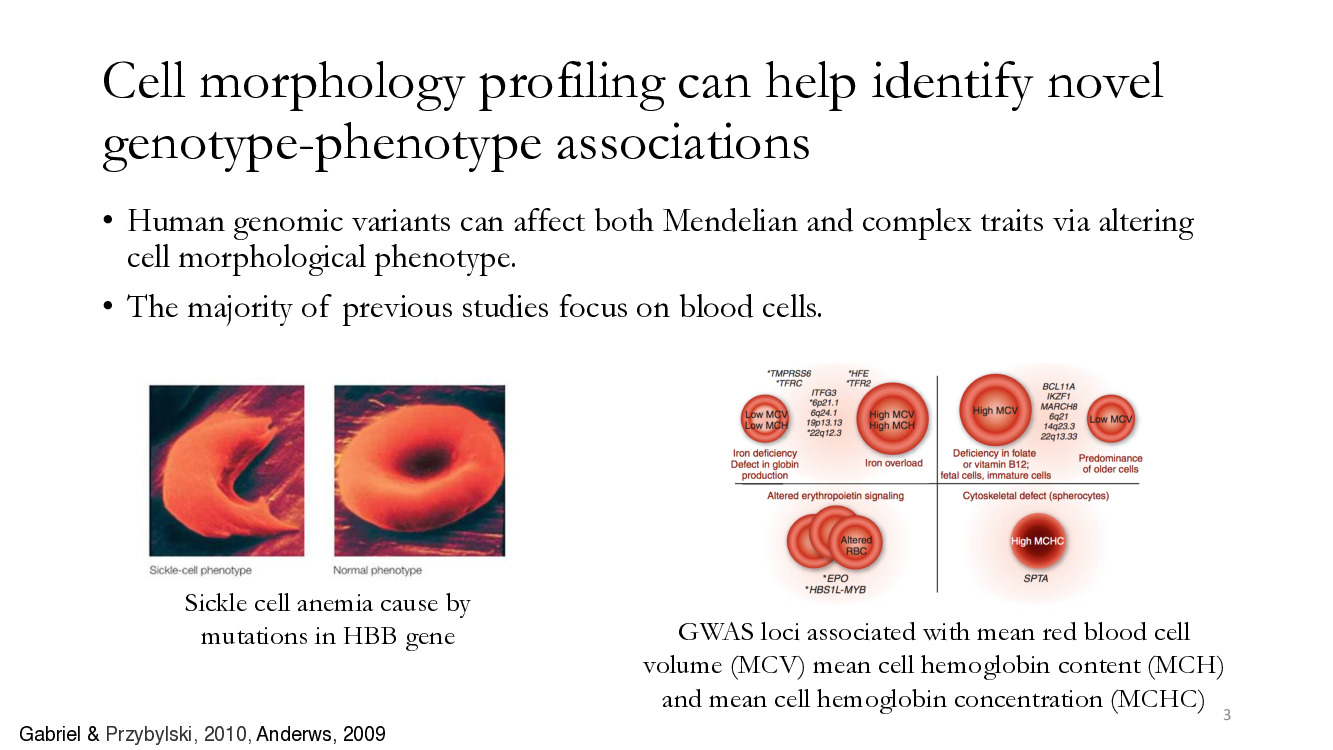 Cell morphology profiling can help identify novel
genotype-phenotype associations
• Human genomic variants can affect both Mendelian and complex traits via altering
cell morphological phenotype.
• The majority of previous studies focus on blood cells.
Sickle-cell phenotype
Normal phenotype
Sickle cell anemia cause by
mutations in HBB gene
*TMPRSS6
*TFRC
*HFE
*TFR2
ITFG3
*6p21.1
6q24.1
19p13.13
*22q12.3
Low MCV
Low MCH
High MCV
High MCH
Iron deficiency
Defect in globin
production
Iron overload
High MCV
BCL11A
IKZF1
MARCH8
6q21
14q23.3
22q13.33
Low MCV
Deficiency in folate
or vitamin B12;
fetal cells, immature cells
Predominance
of older cells
Altered erythropoietin signaling
Altered
RBC
*EPO
*HBS1L-MYB
Cytoskeletal defect (spherocytes)
High MCHC
SPTA
GWAS loci associated with mean red blood cell
volume (MCV) mean cell hemoglobin content (MCH)
and mean cell hemoglobin concentration (MCHC)
3
Gabriel & Przybylski, 2010, Anderws, 2009